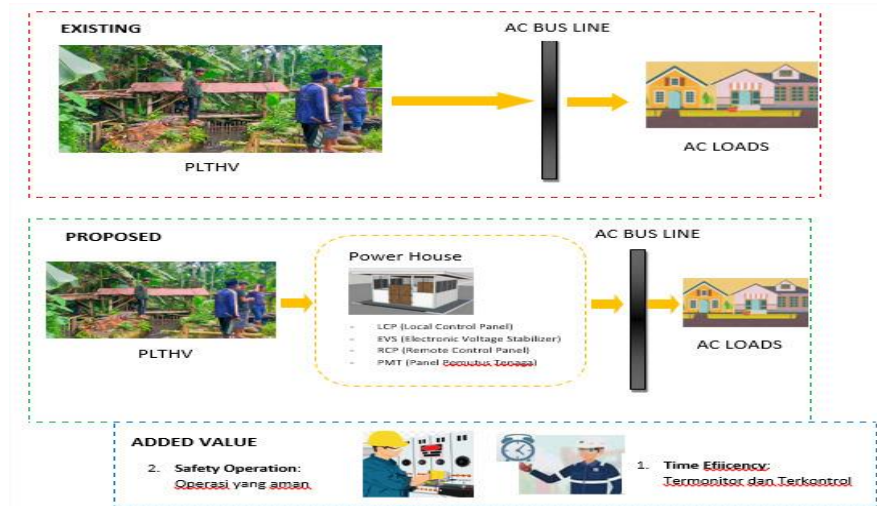 EXISTING
AC BUS LINE
PLTHV
AC LOADS
PROPOSED
AC BUS LINE
Power House
- LCP (Local Control Panel)
- EVS (Electronic Voltage Stabilizer)
- RCP (Remote Control Panel)
- PMT (Panel Pemutus Tenaga)
PLTHV
AC LOADS
ADDED VALUE
2. Safety Operation:
Operasi yang aman
1. Time Efiicency:
Termonitor dan Terkontrol